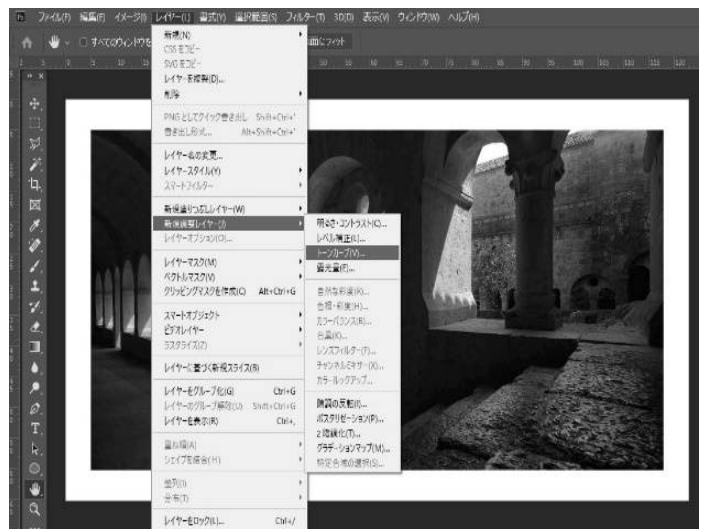 Ps ファイル(F) 編集(E) イメージ(I) レイヤー(L) 書式(Y) 選択範囲(S) フィルター(T) 3D(D) 表示(V) ウィンドウ(W) ヘルプ(H)
すべてのウィンドウを
面にフィット
新規(N)
CSS をコピー
SVG をコピー
レイヤーを複製(D)...
削除
PNG としてクイック書き出し Shift+Ctrl+'
書き出し形式... Alt+Shift+Ctrl+'
レイヤー名の変更...
レイヤースタイル(Y)
スマートフィルター
新規塗りつぶしレイヤー(W)
新規調整レイヤー(J)
レイヤーオプション(O)...
レイヤーマスク(M)
ベクトルマスク(V)
クリッピングマスクを作成(C) Alt+Ctrl+G
スマートオブジェクト
ビデオレイヤー
ラスタライズ(Z)
レイヤーに基づく新規スライス(B)
レイヤーをグループ化(G) Ctrl+G
レイヤーのグループ解除(U) Shift+Ctrl+G
レイヤーを表示(R) Ctrl+,
重ね順(A)
シェイプを結合(H)
整列(I)
分布(T)
レイヤーをロック(L)... Ctrl+/
明るさ・コントラスト(C)...
レベル補正(L)...
トーンカーブ(V)...
露光量(E)...
自然な彩度(R)...
色相・彩度(H)...
カラーバランス(B)...
白黒(K)...
レンズフィルター(F)...
チャンネルミキサー(X)...
カラールックアップ...
階調の反転(I)...
ポスタリゼーション(P)...
2 階調化(T)...
グラデーションマップ(M)...
特定色域の選択(S)...